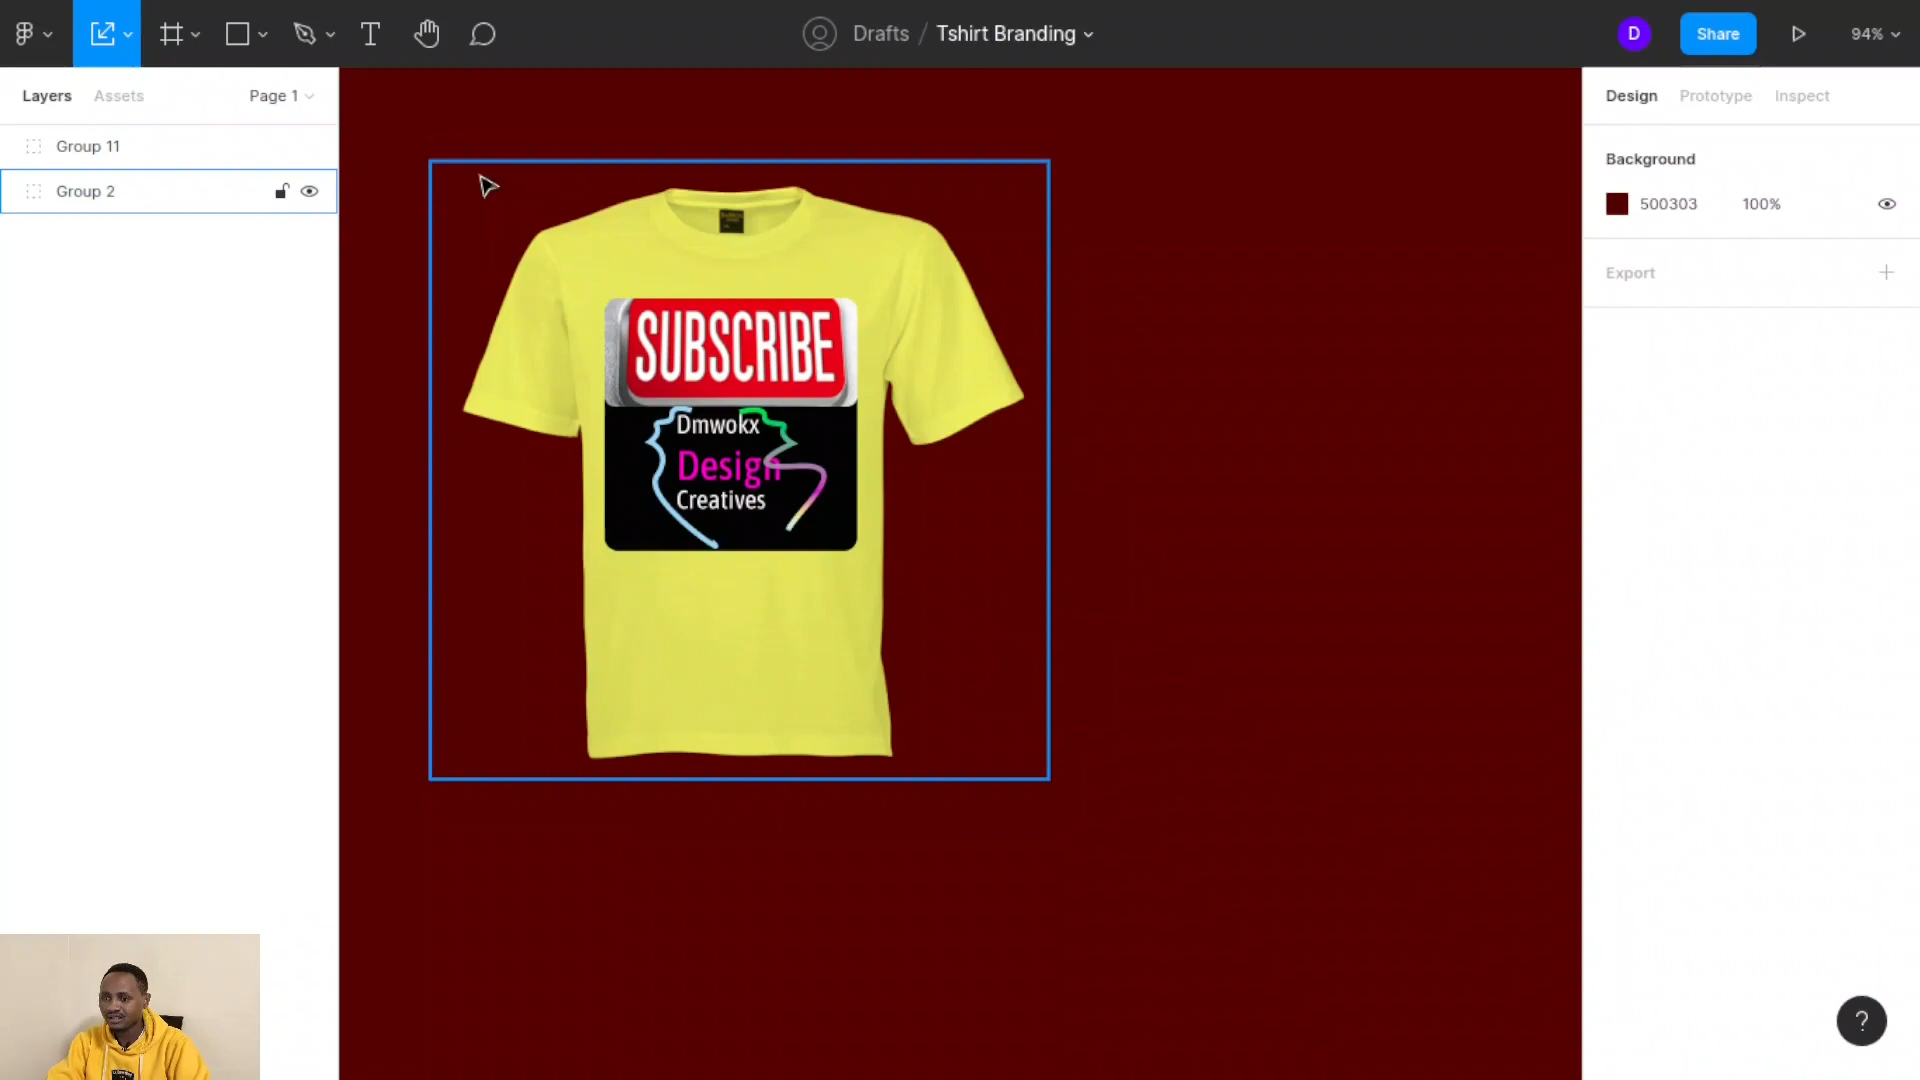 Drafts / Tshirt Branding
D
Share
94%
Layers
Assets
Page 1
Group 11
Group 2
Design
Prototype
Inspect
Background
500303
100%
Export
SUBSCRIBE
Dmwokx
Design
Creatives
?